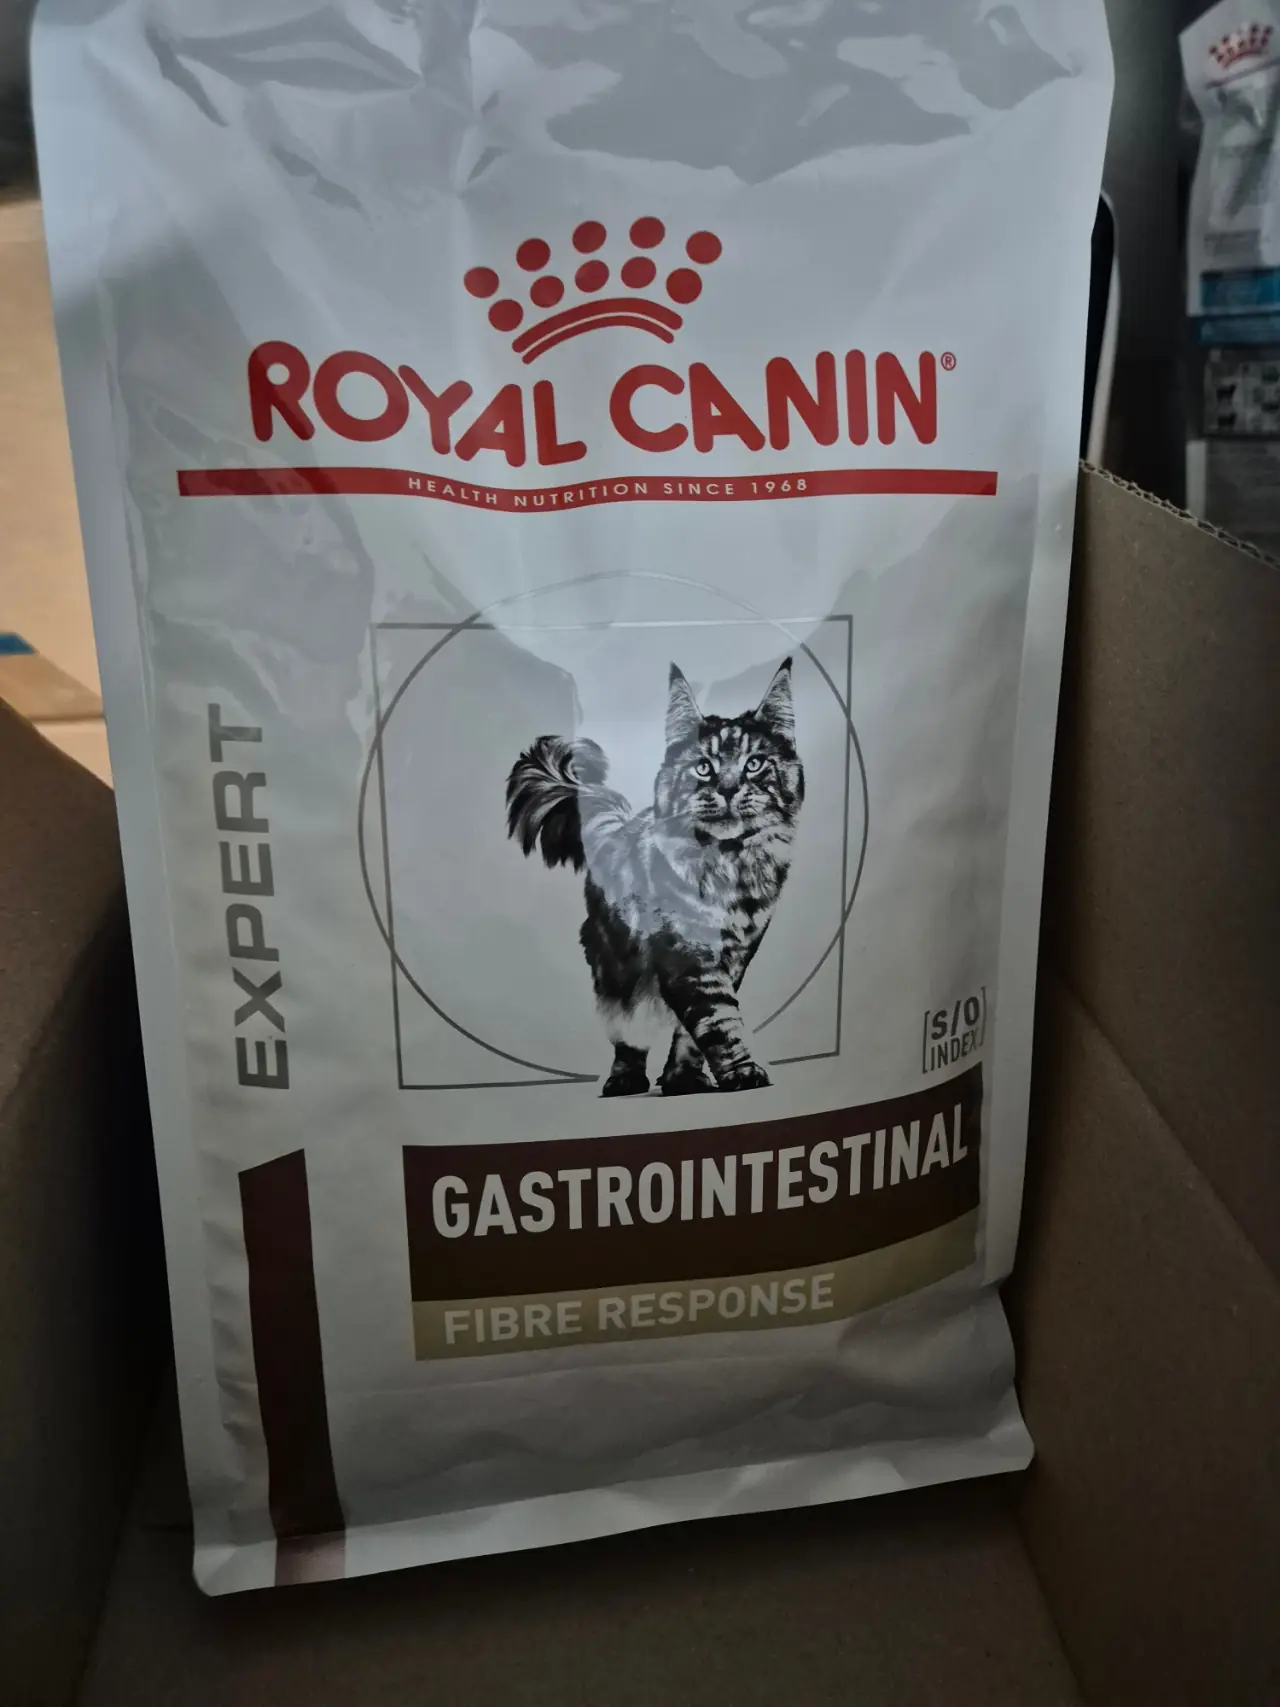 ROYAL CANIN®
HEALTH NUTRITION SINCE 1968
EXPERT
S/O
INDEX
GASTROINTESTINAL
FIBRE RESPONSE